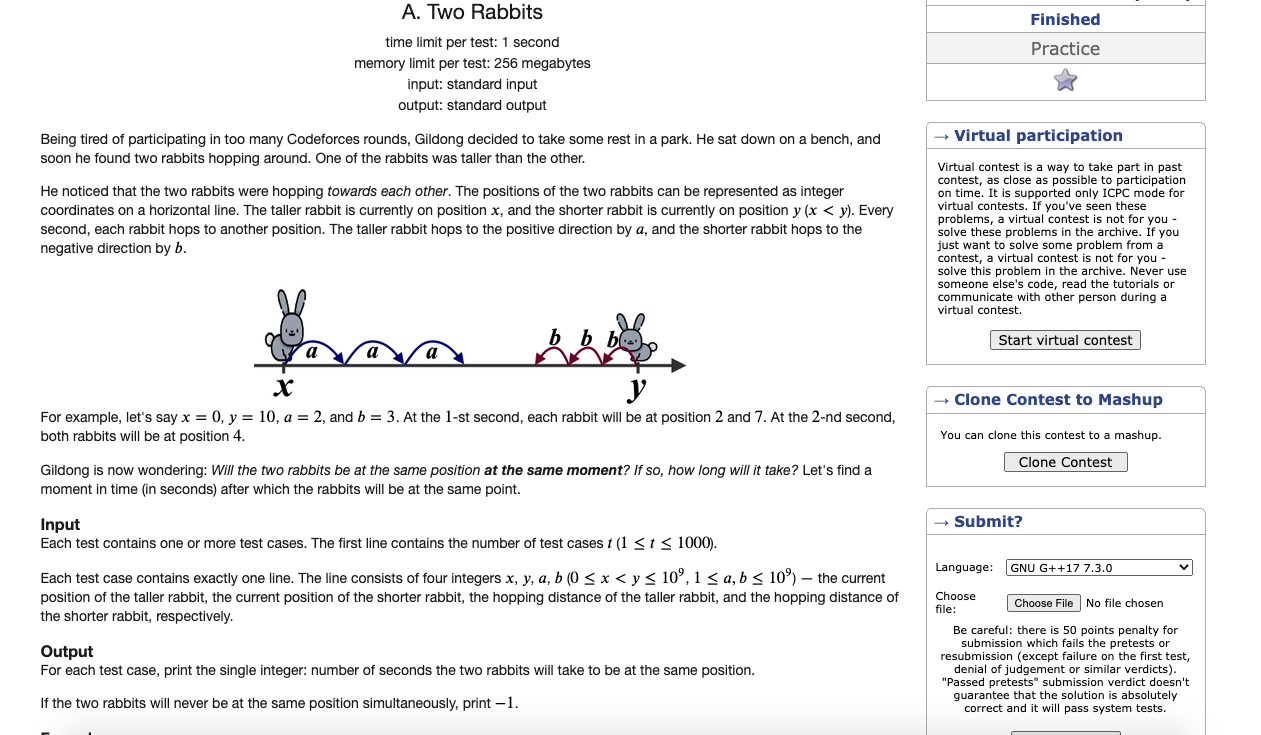 A. Two Rabbits
time limit per test: 1 second
memory limit per test: 256 megabytes
input: standard input
output: standard output
Being tired of participating in too many Codeforces rounds, Gildong decided to take some rest in a park. He sat down on a bench, and
soon he found two rabbits hopping around. One of the rabbits was taller than the other.
He noticed that the two rabbits were hopping towards each other. The positions of the two rabbits can be represented as integer
coordinates on a horizontal line. The taller rabbit is currently on position x, and the shorter rabbit is currently on position y (x < y). Every
second, each rabbit hops to another position. The taller rabbit hops to the positive direction by a, and the shorter rabbit hops to the
negative direction by b.
a a a b b b
x y
For example, let's say x = 0, y = 10, a = 2, and b = 3. At the 1-st second, each rabbit will be at position 2 and 7. At the 2-nd second,
both rabbits will be at position 4.
Gildong is now wondering: Will the two rabbits be at the same position at the same moment? If so, how long will it take? Let's find a
moment in time (in seconds) after which the rabbits will be at the same point.
Input
Each test contains one or more test cases. The first line contains the number of test cases t (1 ≤ t ≤ 1000).
Each test case contains exactly one line. The line consists of four integers x, y, a, b (0 ≤ x < y ≤ 10⁹, 1 ≤ a, b ≤ 10⁹) — the current
position of the taller rabbit, the current position of the shorter rabbit, the hopping distance of the taller rabbit, and the hopping distance of
the shorter rabbit, respectively.
Output
For each test case, print the single integer: number of seconds the two rabbits will take to be at the same position.
If the two rabbits will never be at the same position simultaneously, print −1.
Finished
Practice
→ Virtual participation
Virtual contest is a way to take part in past
contest, as close as possible to participation
on time. It is supported only ICPC mode for
virtual contests. If you've seen these
problems, a virtual contest is not for you -
solve these problems in the archive. If you
just want to solve some problem from a
contest, a virtual contest is not for you -
solve this problem in the archive. Never use
someone else's code, read the tutorials or
communicate with other person during a
virtual contest.
Start virtual contest
→ Clone Contest to Mashup
You can clone this contest to a mashup.
Clone Contest
→ Submit?
Language: GNU G++17 7.3.0
Choose
file: Choose File No file chosen
Be careful: there is 50 points penalty for
submission which fails the pretests or
resubmission (except failure on the first test,
denial of judgement or similar verdicts).
"Passed pretests" submission verdict doesn't
guarantee that the solution is absolutely
correct and it will pass system tests.